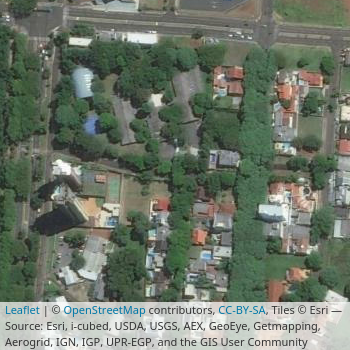 Leaflet | © OpenStreetMap contributors, CC-BY-SA, Tiles © Esri —
Source: Esri, i-cubed, USDA, USGS, AEX, GeoEye, Getmapping,
Aerogrid, IGN, IGP, UPR-EGP, and the GIS User Community